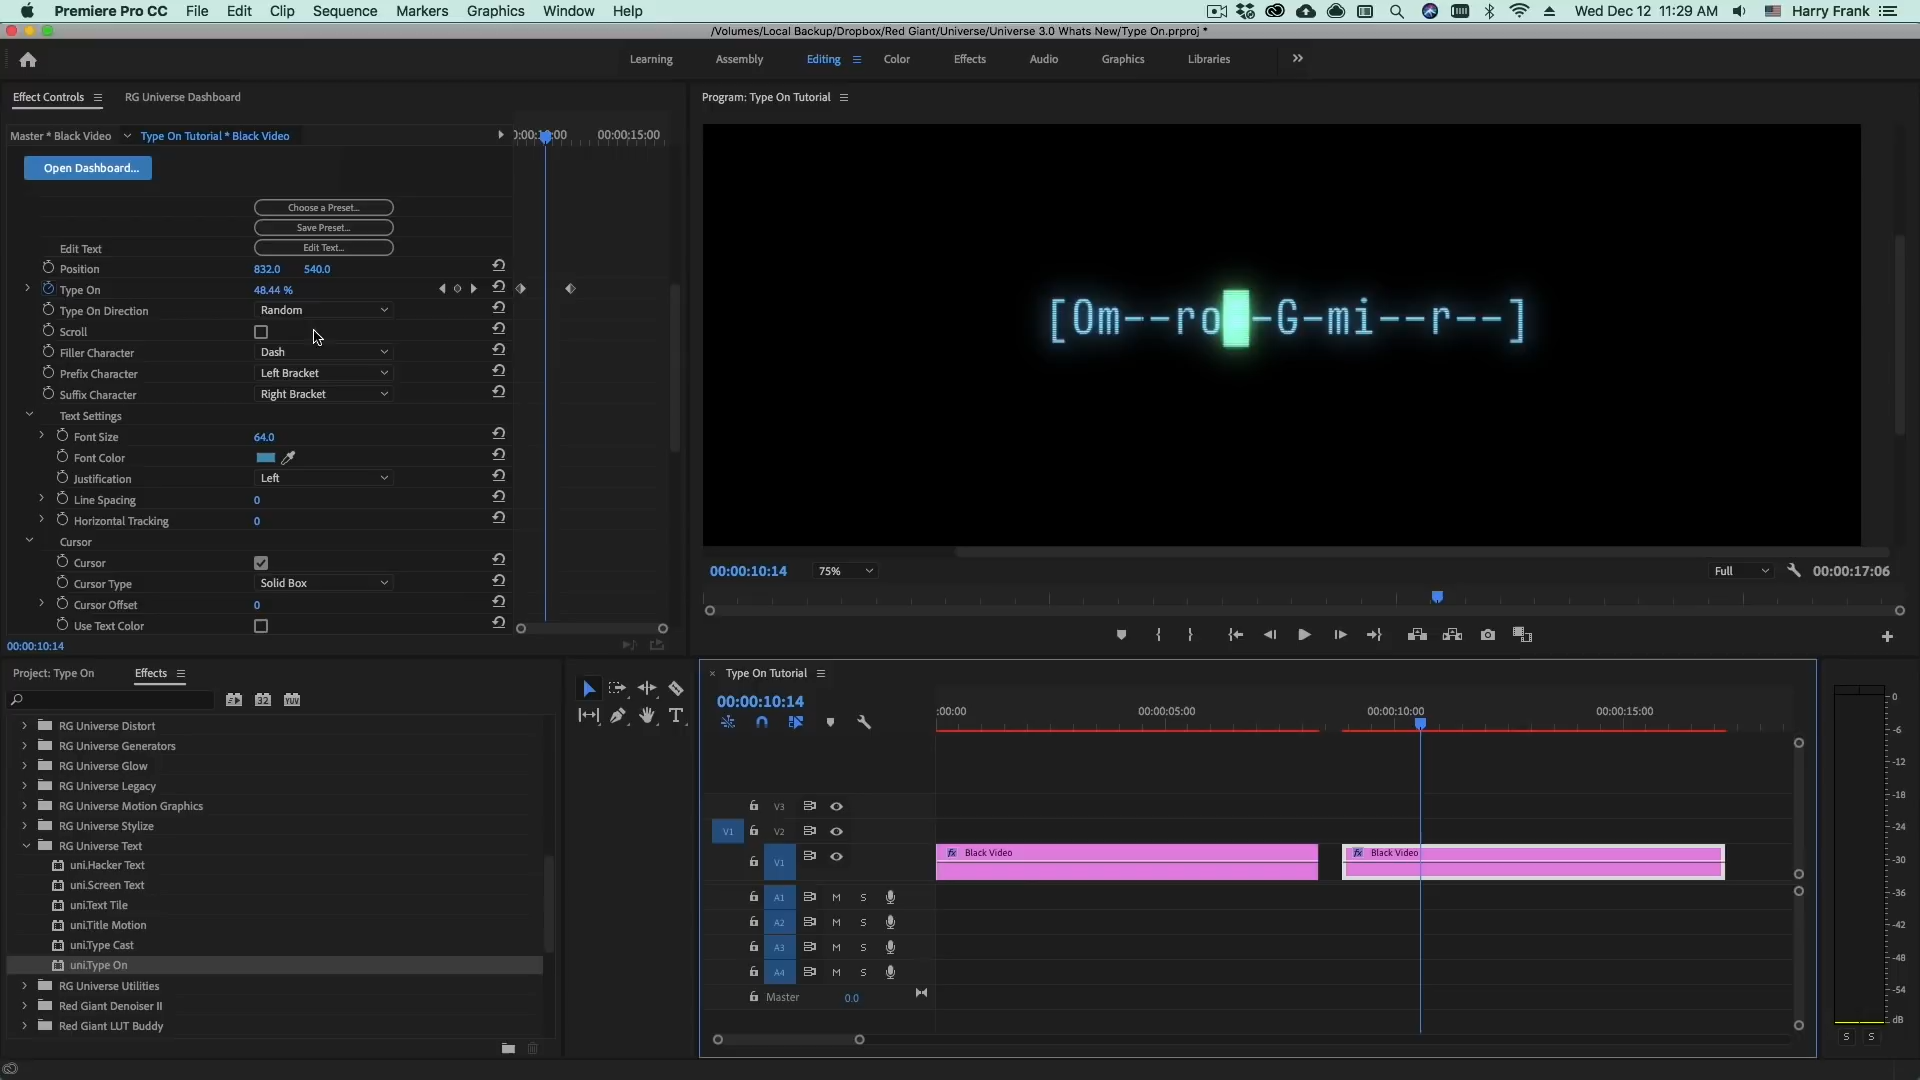 Premiere Pro CC File Edit Clip Sequence Markers Graphics Window Help Wed Dec 12 11:29 AM Harry Frank
/Volumes/Local Backup/Dropbox/Red Giant/Universe/Universe 3.0 Whats New/Type On.prproj *
Learning Assembly Editing Color Effects Audio Graphics Libraries
Effect Controls RG Universe Dashboard
Master * Black Video Type On Tutorial * Black Video
00:00:15:00
Open Dashboard...
Choose a Preset...
Save Preset...
Edit Text Edit Text...
Position 832.0 540.0
Type On 48.44 %
Type On Direction Random
Scroll
Filler Character Dash
Prefix Character Left Bracket
Suffix Character Right Bracket
Text Settings
Font Size 64.0
Font Color
Justification Left
Line Spacing 0
Horizontal Tracking 0
Cursor
Cursor
Cursor Type Solid Box
Cursor Offset 0
Use Text Color
00:00:10:14
Program: Type On Tutorial
[Om--ro -G-mi--r--]
00:00:10:14 75% Full 00:00:17:06
Project: Type On Effects
32 YUV
RG Universe Distort
RG Universe Generators
RG Universe Glow
RG Universe Legacy
RG Universe Motion Graphics
RG Universe Stylize
RG Universe Text
uni.Hacker Text
uni.Screen Text
uni.Text Tile
uni.Title Motion
uni.Type Cast
uni.Type On
RG Universe Utilities
Red Giant Denoiser II
Red Giant LUT Buddy
T
× Type On Tutorial
00:00:10:14
:00:00 00:00:05:00 00:00:10:00 00:00:15:00
V3
V1 V2
V1
fx Black Video fx Black Video
A1 M S
A2 M S
A3 M S
A4 M S
Master 0.0
0
-6
-12
-18
-24
-30
-36
-42
-48
-54
dB
S S